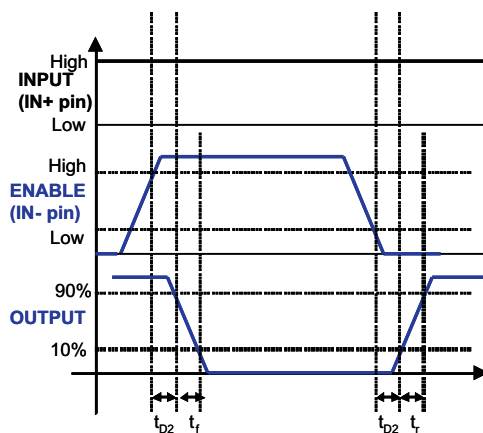 High
INPUT
(IN+ pin)
Low
High
ENABLE
(IN- pin)
Low
90%
OUTPUT
10%
tD2 tf tD2 tr